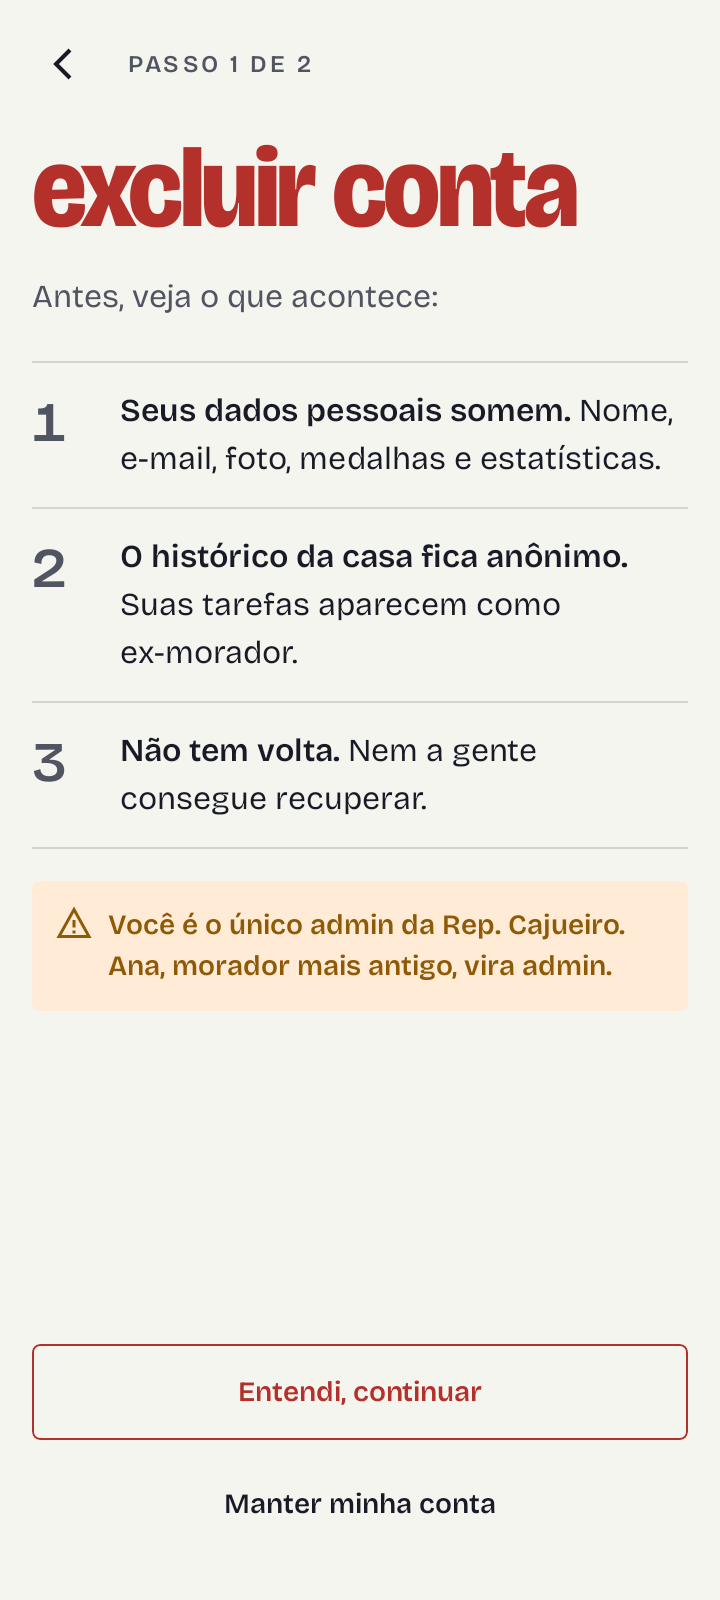 PASSO 1 DE 2
excluir conta
Antes, veja o que acontece:
1
Seus dados pessoais somem. Nome,
e-mail, foto, medalhas e estatísticas.
2
O histórico da casa fica anônimo.
Suas tarefas aparecem como
ex-morador.
3
Não tem volta. Nem a gente
consegue recuperar.
Você é o único admin da Rep. Cajueiro.
Ana, morador mais antigo, vira admin.
Entendi, continuar
Manter minha conta